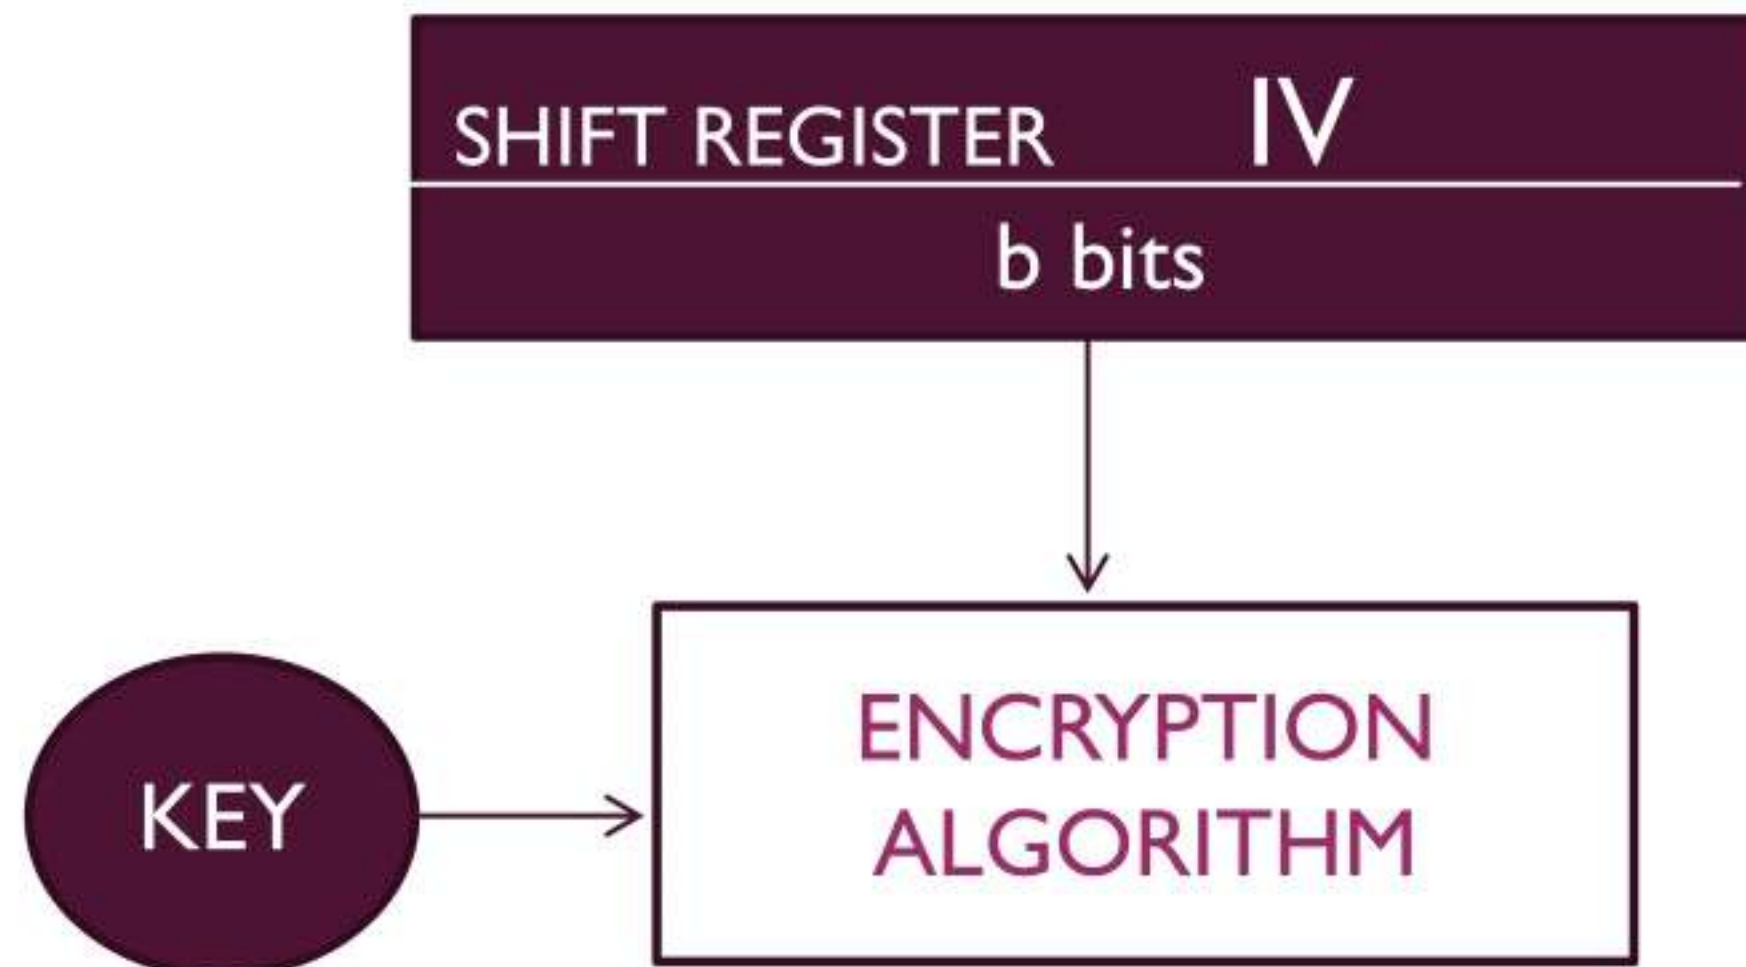 SHIFT REGISTER IV
b bits
KEY
ENCRYPTION
ALGORITHM